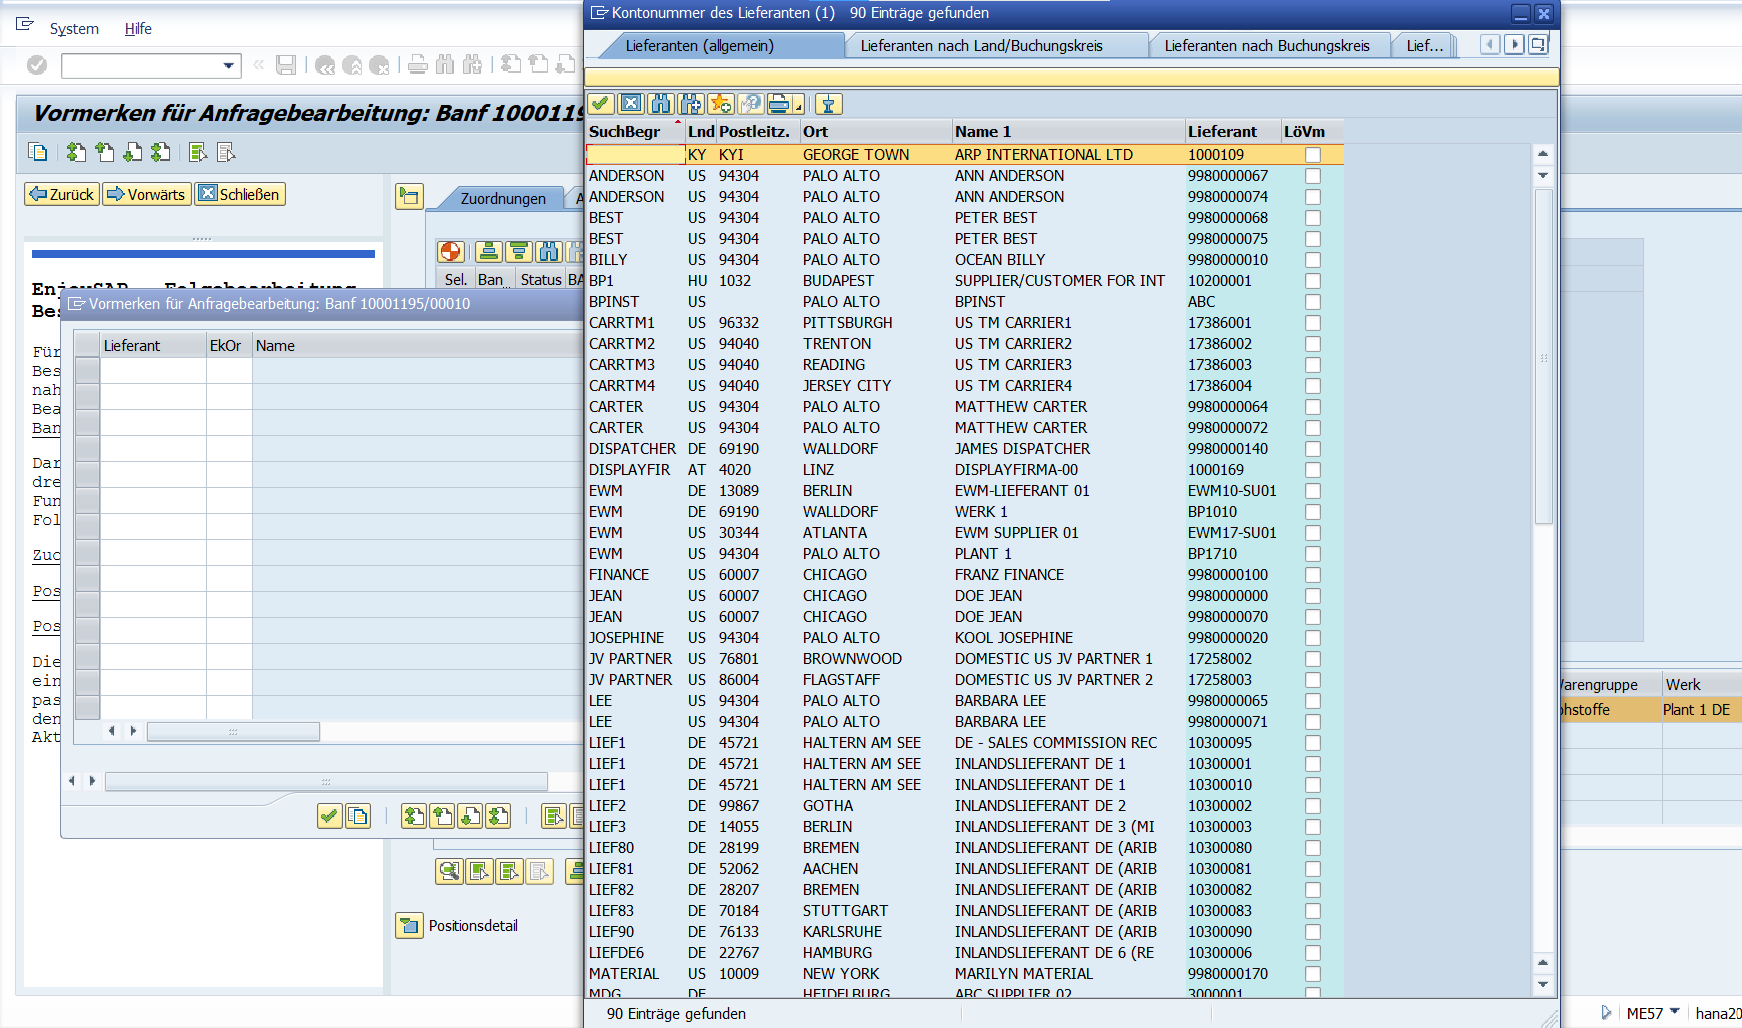 System Hilfe
Vormerken für Anfragebearbeitung: Banf 1000119
Zurück Vorwärts Schließen
Zuordnungen A
Sel. Ban... Status BA
Bes
Vormerken für Anfragebearbeitung: Banf 10001195/00010
Lieferant EkOr Name
Für
Bes
nah
Bea
Ban
Dar
dre
Fun
Fol
Zuo
Pos
Pos
Die
ein
pas
den
Akt
Positionsdetail
Kontonummer des Lieferanten (1) 90 Einträge gefunden
Lieferanten (allgemein) Lieferanten nach Land/Buchungskreis Lieferanten nach Buchungskreis Lief...
SuchBegr Lnd Postleitz. Ort Name 1 Lieferant LöVm
KY KYI GEORGE TOWN ARP INTERNATIONAL LTD 1000109
ANDERSON US 94304 PALO ALTO ANN ANDERSON 9980000067
ANDERSON US 94304 PALO ALTO ANN ANDERSON 9980000074
BEST US 94304 PALO ALTO PETER BEST 9980000068
BEST US 94304 PALO ALTO PETER BEST 9980000075
BILLY US 94304 PALO ALTO OCEAN BILLY 9980000010
BP1 HU 1032 BUDAPEST SUPPLIER/CUSTOMER FOR INT 10200001
BPINST US PALO ALTO BPINST ABC
CARRTM1 US 96332 PITTSBURGH US TM CARRIER1 17386001
CARRTM2 US 94040 TRENTON US TM CARRIER2 17386002
CARRTM3 US 94040 READING US TM CARRIER3 17386003
CARRTM4 US 94040 JERSEY CITY US TM CARRIER4 17386004
CARTER US 94304 PALO ALTO MATTHEW CARTER 9980000064
CARTER US 94304 PALO ALTO MATTHEW CARTER 9980000072
DISPATCHER DE 69190 WALLDORF JAMES DISPATCHER 9980000140
DISPLAYFIR AT 4020 LINZ DISPLAYFIRMA-00 1000169
EWM DE 13089 BERLIN EWM-LIEFERANT 01 EWM10-SU01
EWM DE 69190 WALLDORF WERK 1 BP1010
EWM US 30344 ATLANTA EWM SUPPLIER 01 EWM17-SU01
EWM US 94304 PALO ALTO PLANT 1 BP1710
FINANCE US 60007 CHICAGO FRANZ FINANCE 9980000100
JEAN US 60007 CHICAGO DOE JEAN 9980000000
JEAN US 60007 CHICAGO DOE JEAN 9980000070
JOSEPHINE US 94304 PALO ALTO KOOL JOSEPHINE 9980000020
JV PARTNER US 76801 BROWNWOOD DOMESTIC US JV PARTNER 1 17258002
JV PARTNER US 86004 FLAGSTAFF DOMESTIC US JV PARTNER 2 17258003
LEE US 94304 PALO ALTO BARBARA LEE 9980000065
LEE US 94304 PALO ALTO BARBARA LEE 9980000071
LIEF1 DE 45721 HALTERN AM SEE DE - SALES COMMISSION REC 10300095
LIEF1 DE 45721 HALTERN AM SEE INLANDSLIEFERANT DE 1 10300001
LIEF1 DE 45721 HALTERN AM SEE INLANDSLIEFERANT DE 1 10300010
LIEF2 DE 99867 GOTHA INLANDSLIEFERANT DE 2 10300002
LIEF3 DE 14055 BERLIN INLANDSLIEFERANT DE 3 (MI 10300003
LIEF80 DE 28199 BREMEN INLANDSLIEFERANT DE (ARIB 10300080
LIEF81 DE 52062 AACHEN INLANDSLIEFERANT DE (ARIB 10300081
LIEF82 DE 28207 BREMEN INLANDSLIEFERANT DE (ARIB 10300082
LIEF83 DE 70184 STUTTGART INLANDSLIEFERANT DE (ARIB 10300083
LIEF90 DE 76133 KARLSRUHE INLANDSLIEFERANT DE (ARIB 10300090
LIEFDE6 DE 22767 HAMBURG INLANDSLIEFERANT DE 6 (RE 10300006
MATERIAL US 10009 NEW YORK MARILYN MATERIAL 9980000170
MDG DE HEIDELBURG ABC SUPPLIER 02 3000001
90 Einträge gefunden
arengruppe Werk
ohstoffe Plant 1 DE
ME57 hana20